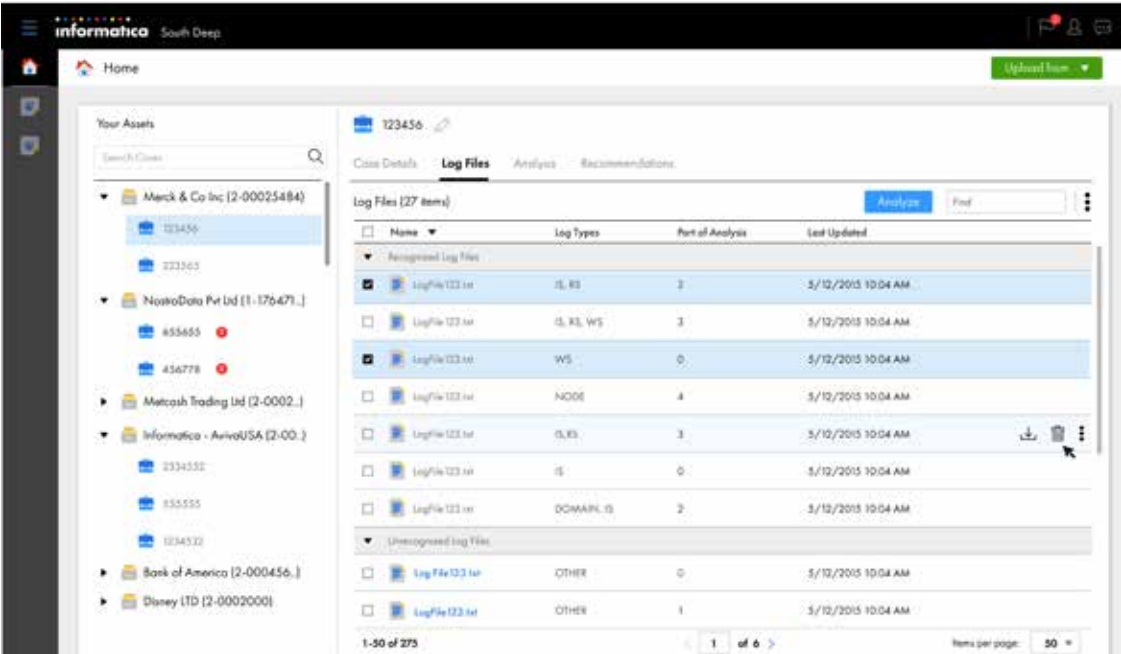 informatica South Deep
Home
Upload from
Your Assets
Search Cases
Merck & Co Inc (2-00025484)
123456
NostroData Pvt Ltd (1-176471..)
455655
456778
Metcash Trading Ltd (2-0002..)
Informatica - AvivaUSA (2-00..)
Bank of America (2-000456..)
Disney LTD (2-0002000)
123456
Case Details Log Files Analysis Recommendations
Log Files (27 items)
Analyze Find
Name Log Types Part of Analysis Last Updated
Recognized Log Files
LogFile123.txt IS, RS 2 5/12/2015 10:04 AM
LogFile123.txt IS, RS, WS 3 5/12/2015 10:04 AM
LogFile123.txt WS 0 5/12/2015 10:04 AM
LogFile123.txt NODE 4 5/12/2015 10:04 AM
LogFile123.txt IS,RS 3 5/12/2015 10:04 AM
LogFile123.txt IS 0 5/12/2015 10:04 AM
LogFile123.txt DOMAIN, IS 2 5/12/2015 10:04 AM
Unrecognized Log Files
Log File123.txt OTHER 0 5/12/2015 10:04 AM
LogFile123.txt OTHER 1 5/12/2015 10:04 AM
1-50 of 275
1 of 6
Items per page: 50